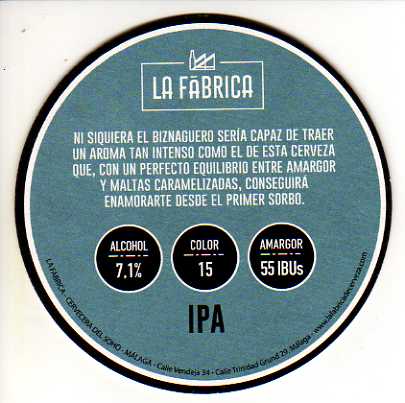 LA FÁBRICA
NI SIQUIERA EL BIZNAGUERO SERÍA CAPAZ DE TRAER
UN AROMA TAN INTENSO COMO EL DE ESTA CERVEZA
QUE, CON UN PERFECTO EQUILIBRIO ENTRE AMARGOR
Y MALTAS CARAMELIZADAS, CONSEGUIRÁ
ENAMORARTE DESDE EL PRIMER SORBO.
ALCOHOL
7,1%
COLOR
15
AMARGOR
55 IBUs
IPA
LA FÁBRICA - CERVECERA DEL SOHO - MÁLAGA - Calle Vendeja 34 - Calle Trinidad Grund 29, Málaga - www.lafabricadecerveza.com